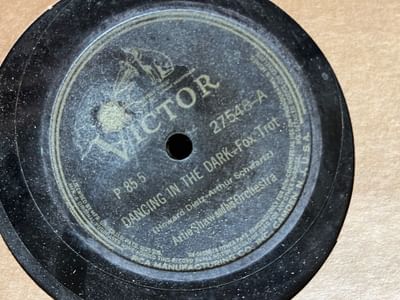 VICTOR
27548-A
P 85 5
DANCING IN THE DARK—Fox Trot
(Howard Dietz-Arthur Schwartz)
Artie Shaw and his Orchestra
RCA MANUFACTURING CO.